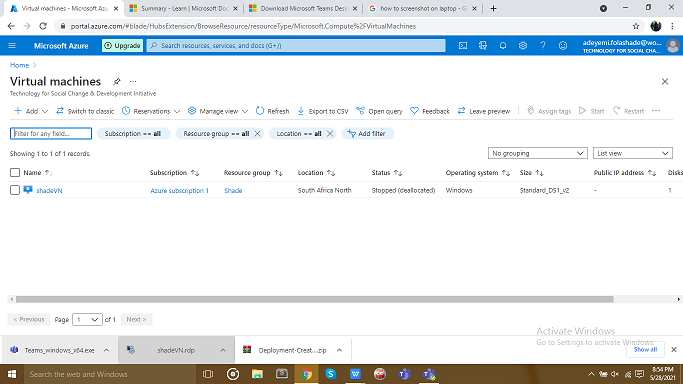 Virtual machines - Microsoft Azu
Summary - Learn | Microsoft Doc
Download Microsoft Teams Desi
how to screenshot on laptop - G
portal.azure.com/#blade/HubsExtension/BrowseResource/resourceType/Microsoft.Compute%2FVirtualMachines
Microsoft Azure
Upgrade
Search resources, services, and docs (G+/)
adeyemi.folashade@wo...
TECHNOLOGY FOR SOCIAL CHA...
Home >
Virtual machines
Technology for Social Change & Development Initiative
+ Add Switch to classic Reservations Manage view Refresh Export to CSV Open query Feedback Leave preview Assign tags Start Restart ...
Filter for any field... Subscription == all Resource group == all Location == all Add filter
Showing 1 to 1 of 1 records.
No grouping List view
Name Subscription Resource group Location Status Operating system Size Public IP address Disks
shadeVN Azure subscription 1 Shade South Africa North Stopped (deallocated) Windows Standard_DS1_v2 - 1
< Previous Page 1 of 1 Next >
Activate Windows
Go to Settings to activate Windows.
Teams_windows_x64.exe shadeVN.rdp Deployment-Creat....zip Show all
Search the web and Windows
8:54 PM
5/28/2021